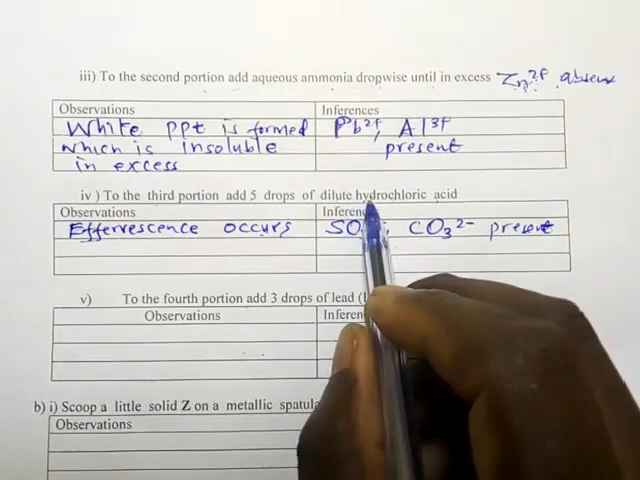 iii) To the second portion add aqueous ammonia dropwise until in excess Zn2+ absent
Observations Inferences
White ppt is formed Pb2+, Al3+
which is insoluble present
in excess
iv) To the third portion add 5 drops of dilute hydrochloric acid
Observations
Effervescence occurs CO3 2- present
v) To the fourth portion add 3 drops of lead
Observations
b) i) Scoop a little solid Z on a metallic
Observations